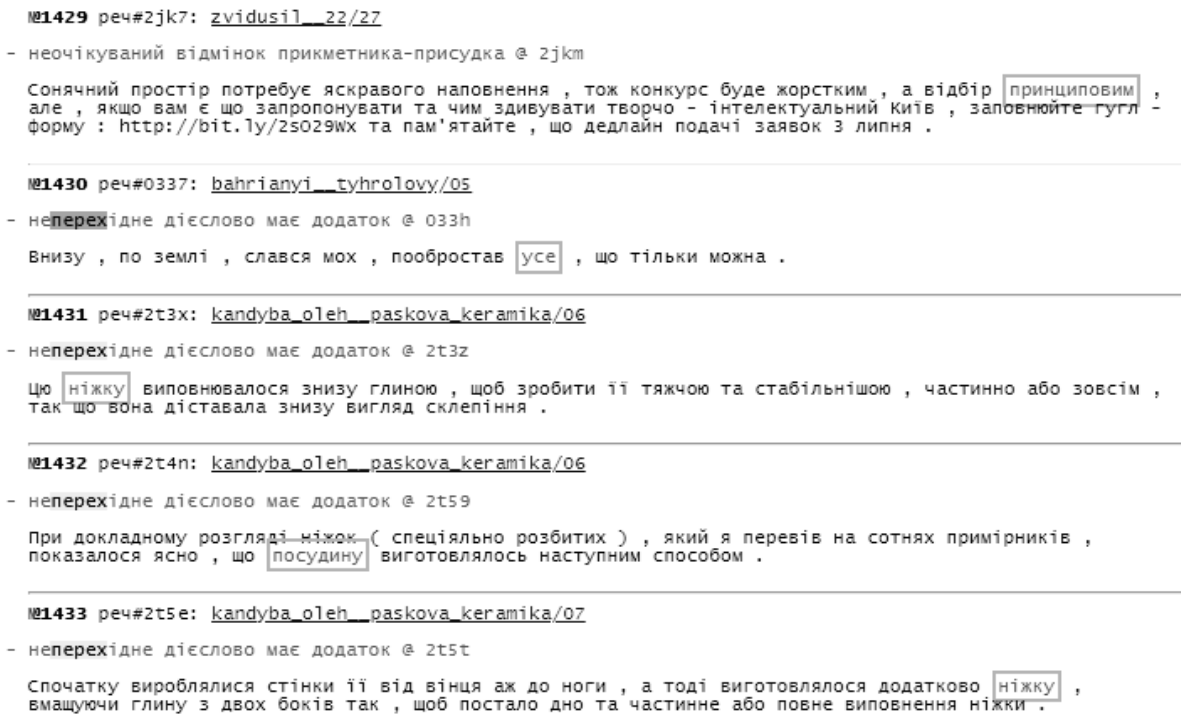 №1429 реч#2jk7: zvidusil__22/27
- неочікуваний відмінок прикметника-присудка @ 2jkm
Сонячний простір потребує яскравого наповнення , тож конкурс буде жорстким , а відбір принциповим ,
але , якщо вам є що запропонувати та чим здивувати творчо - інтелектуальний Київ , заповнюйте гугл -
форму : http://bit.ly/2sO29Wx та пам'ятайте , що дедлайн подачі заявок 3 липня .
№1430 реч#0337: bahrianyi__tyhrolovy/05
- неперехідне дієслово має додаток @ 033h
Внизу , по землі , слався мох , пообростав усе , що тільки можна .
№1431 реч#2t3x: kandyba_oleh__paskova_keramika/06
- неперехідне дієслово має додаток @ 2t3z
Цю ніжку виповнювалося знизу глиною , щоб зробити її тяжчою та стабільнішою , частинно або зовсім ,
так що вона діставала знизу вигляд склепіння .
№1432 реч#2t4n: kandyba_oleh__paskova_keramika/06
- неперехідне дієслово має додаток @ 2t59
При докладному розгляді ніжок ( спеціяльно розбитих ) , який я перевів на сотнях примірників ,
показалося ясно , що посудину виготовлялось наступним способом .
№1433 реч#2t5e: kandyba_oleh__paskova_keramika/07
- неперехідне дієслово має додаток @ 2t5t
Спочатку вироблялися стінки її від вінця аж до ноги , а тоді виготовлялося додатково ніжку ,
вмащуючи глину з двох боків так , щоб постало дно та частинне або повне виповнення ніжки .